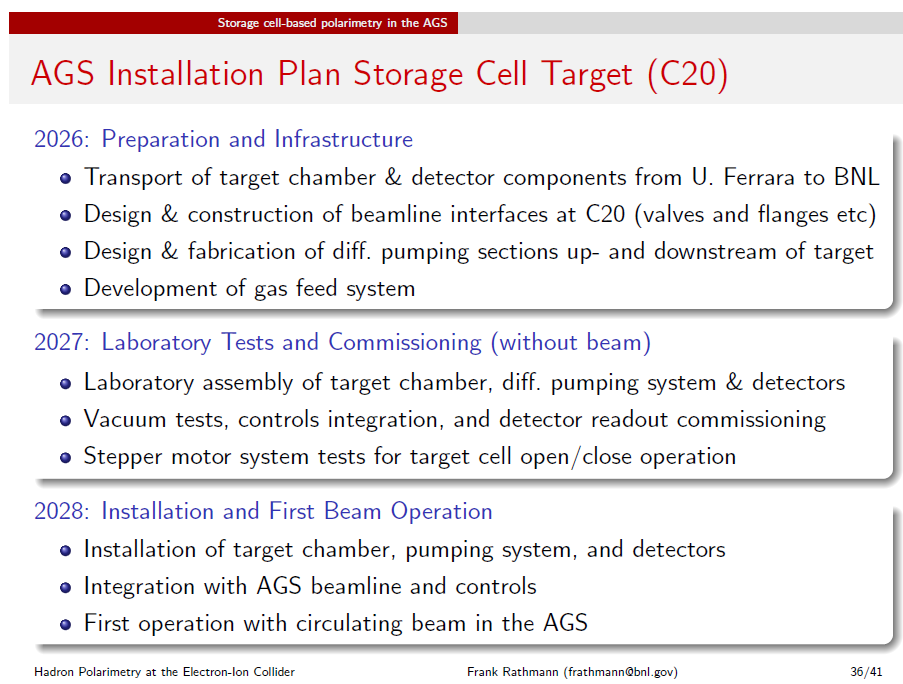 Storage cell-based polarimetry in the AGS
AGS Installation Plan Storage Cell Target (C20)
2026: Preparation and Infrastructure
Transport of target chamber & detector components from U. Ferrara to BNL
Design & construction of beamline interfaces at C20 (valves and flanges etc)
Design & fabrication of diff. pumping sections up- and downstream of target
Development of gas feed system
2027: Laboratory Tests and Commissioning (without beam)
Laboratory assembly of target chamber, diff. pumping system & detectors
Vacuum tests, controls integration, and detector readout commissioning
Stepper motor system tests for target cell open/close operation
2028: Installation and First Beam Operation
Installation of target chamber, pumping system, and detectors
Integration with AGS beamline and controls
First operation with circulating beam in the AGS
Hadron Polarimetry at the Electron-Ion Collider
Frank Rathmann (frathmann@bnl.gov)
36/41